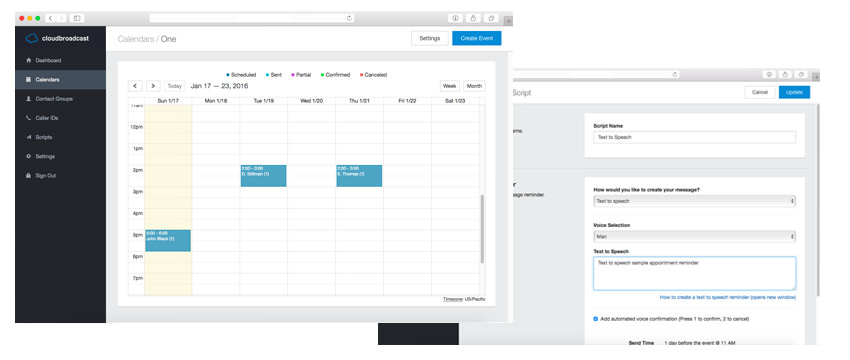 cloudbroadcast
Calendars / One
Settings
Create Event
Dashboard
Calendars
Contact Groups
Caller IDs
Scripts
Settings
Sign Out
Scheduled Sent Partial Confirmed Canceled
Today
Jan 17 — 23, 2016
Week
Month
Sun 1/17 Mon 1/18 Tue 1/19 Wed 1/20 Thu 1/21 Fri 1/22 Sat 1/23
11am
12pm
1pm
2pm
3pm
4pm
5pm
6pm
7pm
2:00 - 3:00
D. Stillman (1)
2:00 - 3:00
E. Thomas (1)
5:00 - 6:00
John Black (1)
Timezone: US/Pacific
Script
Cancel
Update
Script Name
Text to Speech
How would you like to create your message?
Text to speech
Voice Selection
Man
Text to Speech
Text to speech sample appointment reminder
How to create a text to speech reminder (opens new window)
Add automated voice confirmation (Press 1 to confirm, 2 to cancel)
Send Time 1 day before the event @ 11 AM